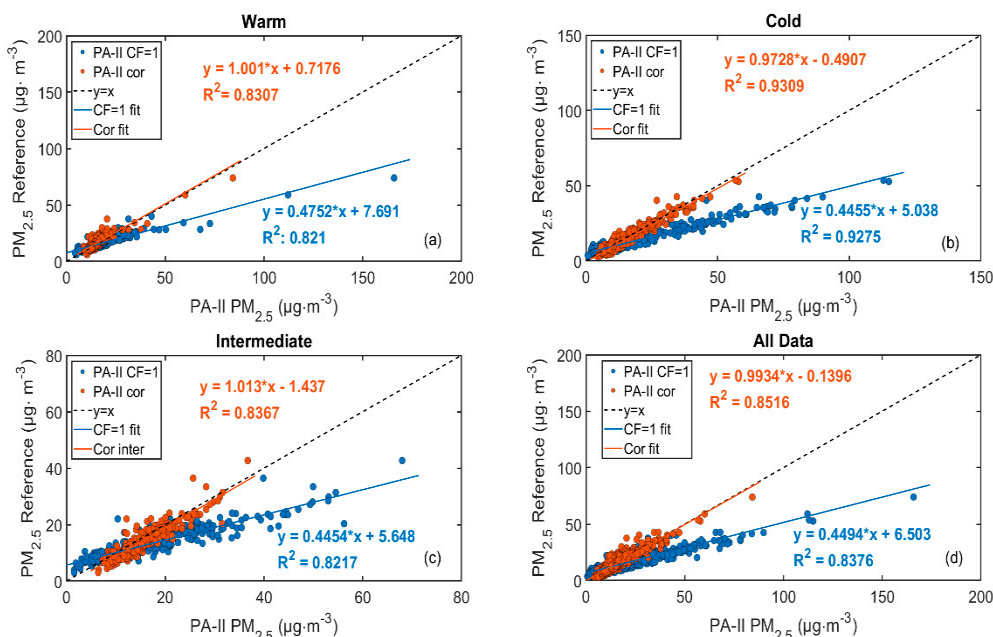 Warm
200
150
100
50
0
PM2.5 Reference (µg· m-3)
PA-II CF=1
PA-II cor
y=x
CF=1 fit
Cor fit
y = 1.001*x + 0.7176
R2 = 0.8307
y = 0.4752*x + 7.691
R2: 0.821
(a)
0 50 100 150 200
PA-II PM2.5 (µg·m-3)
Cold
150
100
50
0
PM2.5 Reference (µg· m-3)
PA-II CF=1
PA-II cor
y=x
CF=1 fit
Cor fit
y = 0.9728*x - 0.4907
R2 = 0.9309
y = 0.4455*x + 5.038
R2 = 0.9275
(b)
0 50 100 150
PA-II PM2.5 (µg·m-3)
Intermediate
80
60
40
20
0
PM2.5 Reference (µg· m-3)
PA-II CF=1
PA-II cor
y=x
CF=1 fit
Cor inter
y = 1.013*x - 1.437
R2 = 0.8367
y = 0.4454*x + 5.648
R2 = 0.8217
(c)
0 20 40 60 80
PA-II PM2.5 (µg·m-3)
All Data
200
150
100
50
0
PM2.5 Reference (µg· m-3)
PA-II CF=1
PA-II cor
y=x
CF=1 fit
Cor fit
y = 0.9934*x - 0.1396
R2 = 0.8516
y = 0.4494*x + 6.503
R2 = 0.8376
(d)
0 50 100 150 200
PA-II PM2.5 (µg·m-3)